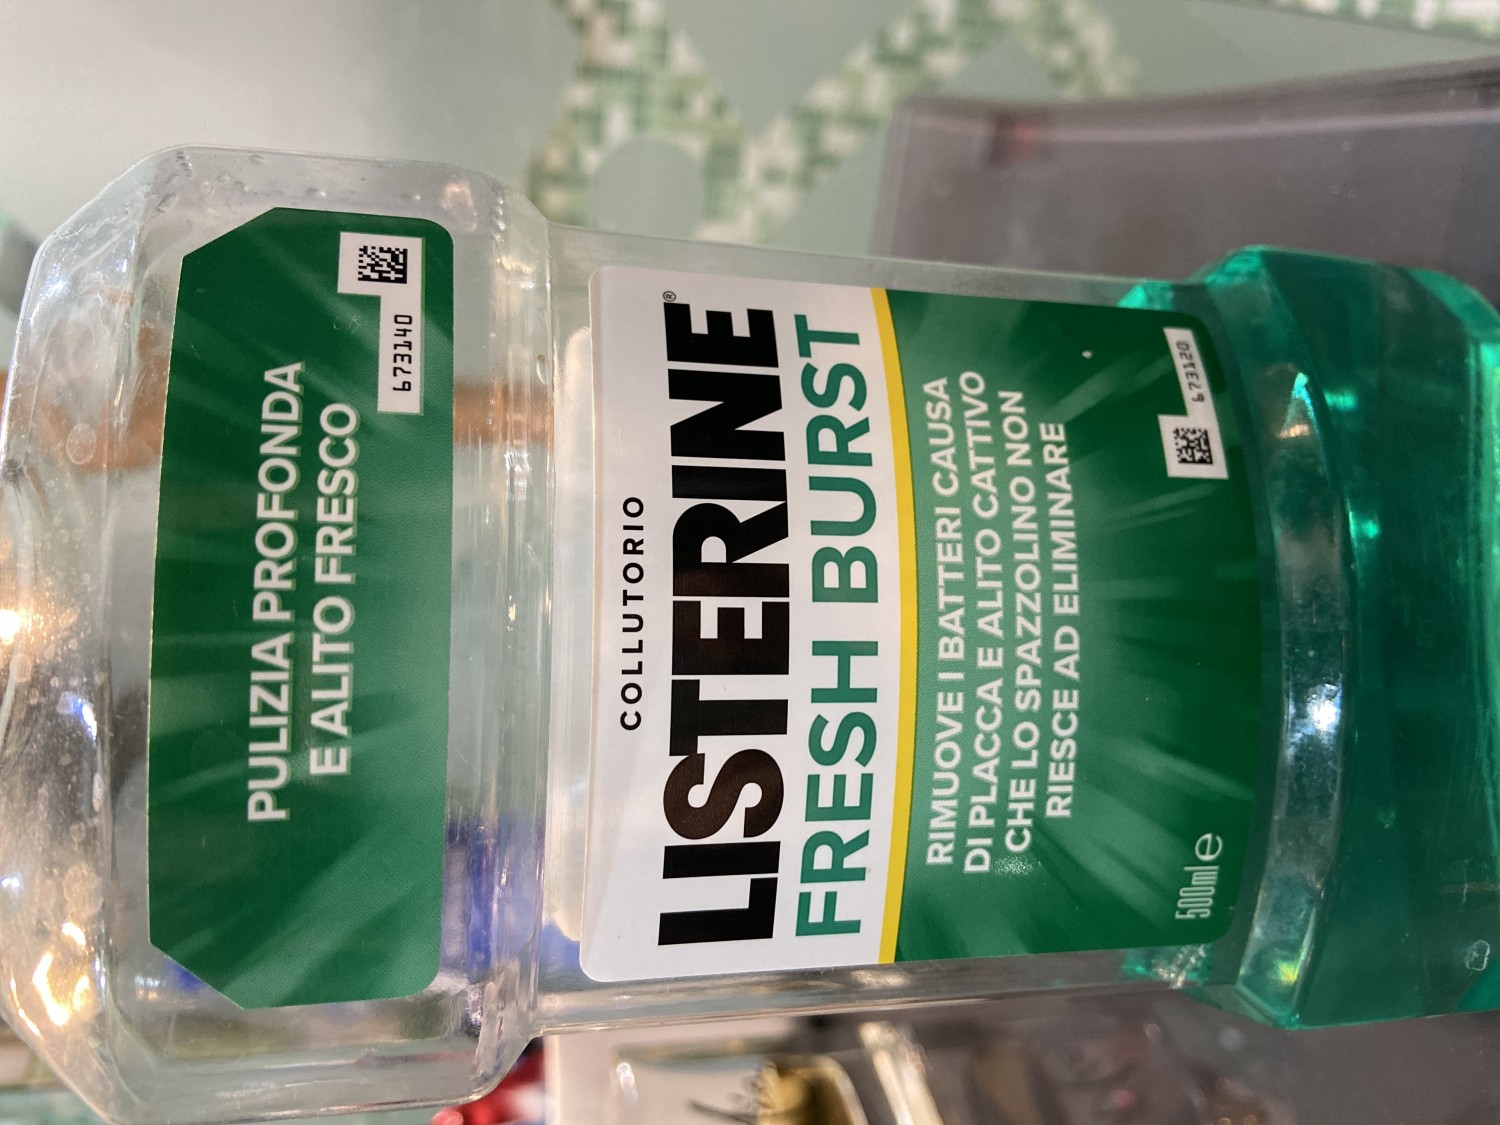 PULIZIA PROFONDA
E ALITO FRESCO
673140
COLLUTORIO
LISTERINE®
FRESH BURST
RIMUOVE I BATTERI CAUSA
DI PLACCA E ALITO CATTIVO
CHE LO SPAZZOLINO NON
RIESCE AD ELIMINARE
673120
500ml e